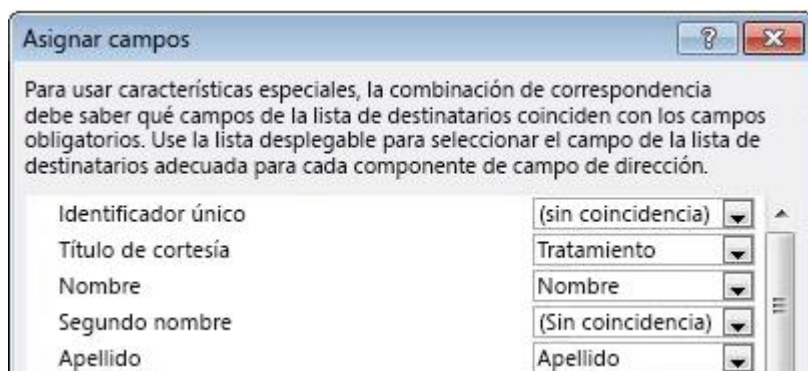 Asignar campos
Para usar características especiales, la combinación de correspondencia
debe saber qué campos de la lista de destinatarios coinciden con los campos
obligatorios. Use la lista desplegable para seleccionar el campo de la lista de
destinatarios adecuada para cada componente de campo de dirección.
Identificador único (sin coincidencia)
Título de cortesía Tratamiento
Nombre Nombre
Segundo nombre (Sin coincidencia)
Apellido Apellido